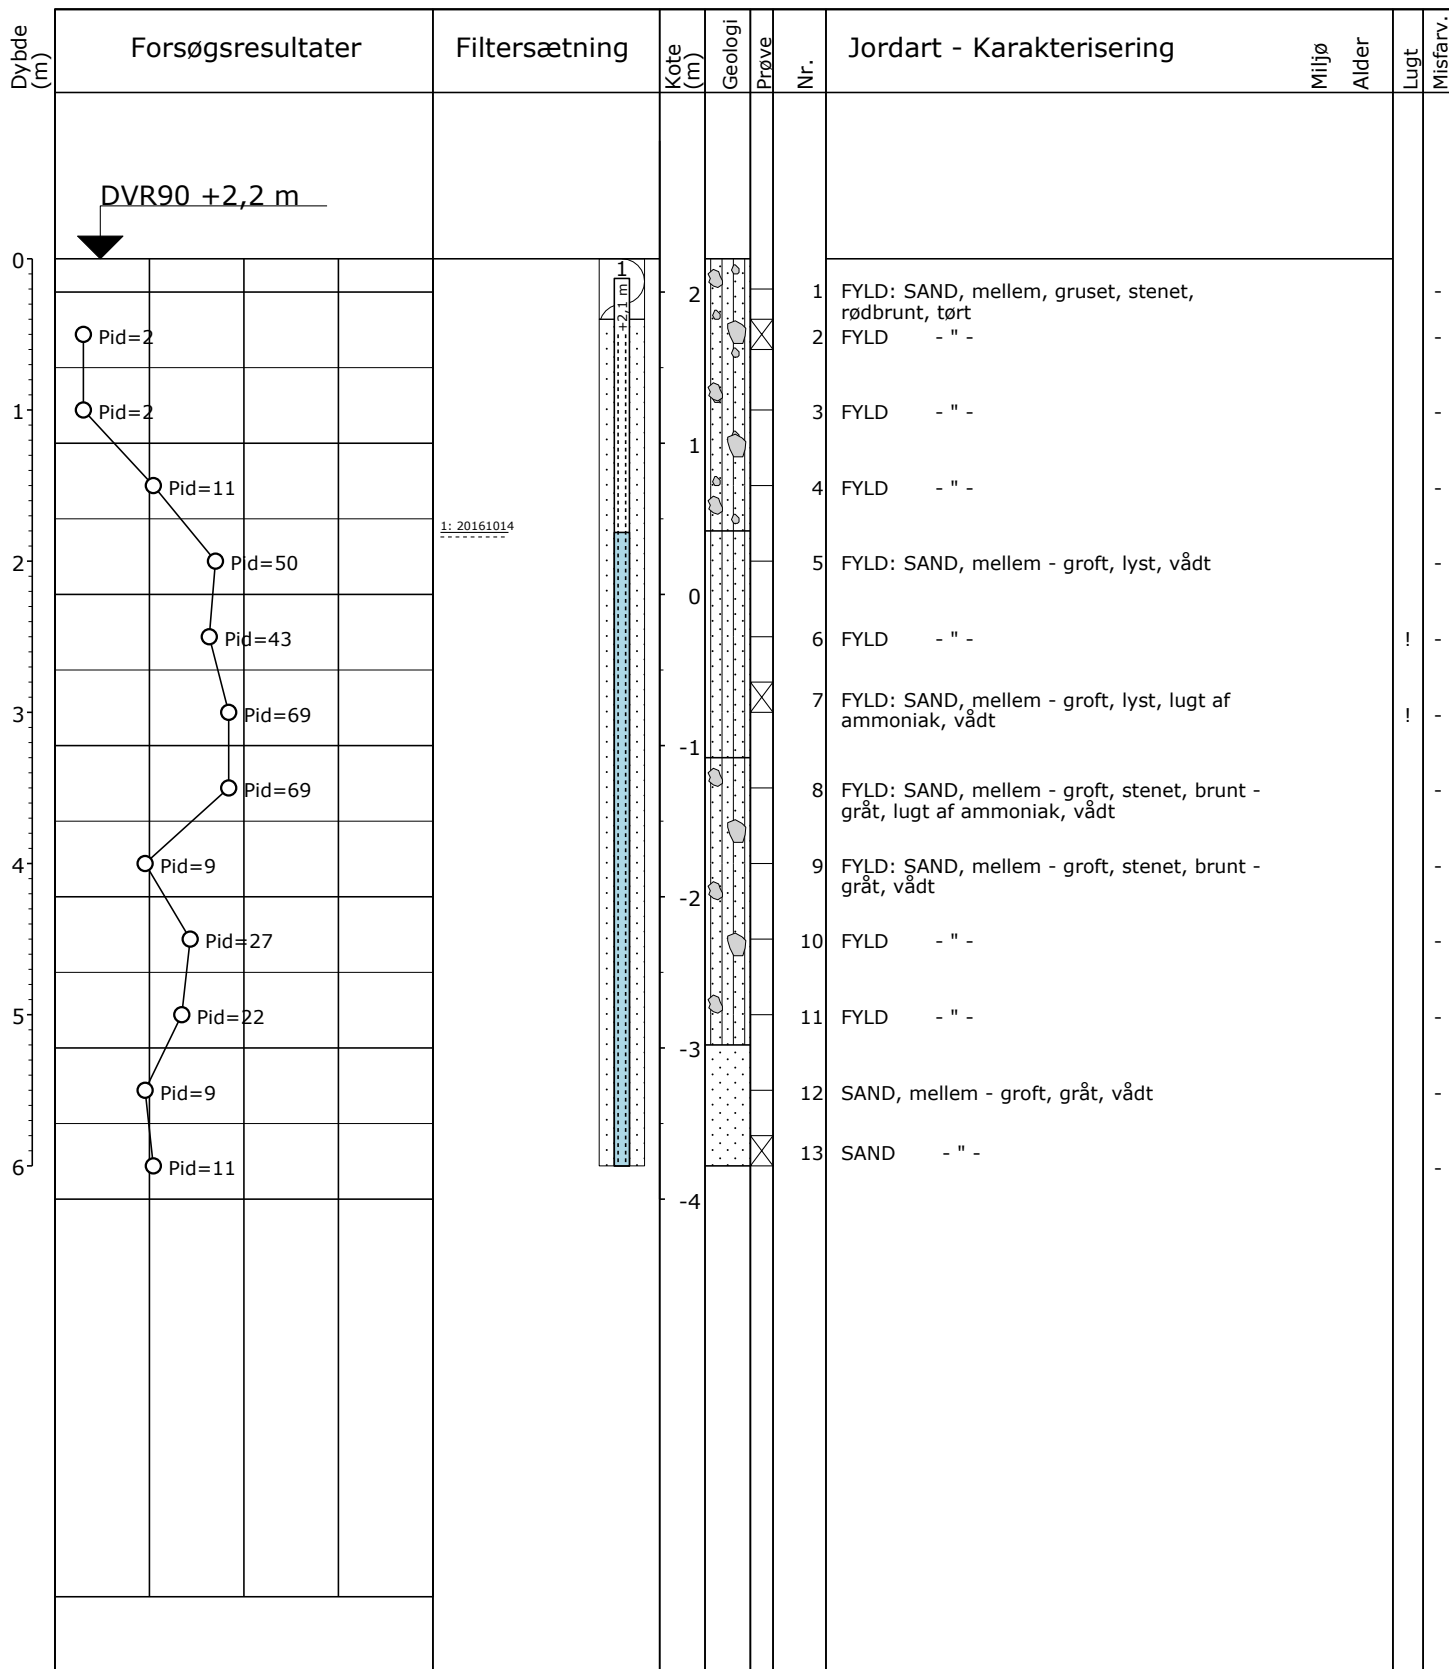 Dybde (m)
Forsøgsresultater
Filtersætning
Kote (m)
Geologi
Prøve
Nr.
Jordart - Karakterisering
Miljø
Alder
Lugt
Misfarv.
DVR90 +2,2 m
0
1
+2,1 m
2
1 FYLD: SAND, mellem, gruset, stenet, -
rødbrunt, tørt
Pid=2
2 FYLD - " - -
1
Pid=2
3 FYLD - " - -
1
Pid=11
4 FYLD - " - -
1: 20161014
2
Pid=50
5 FYLD: SAND, mellem - groft, lyst, vådt -
0
Pid=43
6 FYLD - " - ! -
3
Pid=69
7 FYLD: SAND, mellem - groft, lyst, lugt af
ammoniak, vådt ! -
-1
Pid=69
8 FYLD: SAND, mellem - groft, stenet, brunt - -
gråt, lugt af ammoniak, vådt
4
Pid=9
9 FYLD: SAND, mellem - groft, stenet, brunt - -
gråt, vådt
-2
Pid=27
10 FYLD - " - -
5
Pid=22
11 FYLD - " - -
-3
Pid=9
12 SAND, mellem - groft, gråt, vådt -
6
Pid=11
13 SAND - " -
-
-4